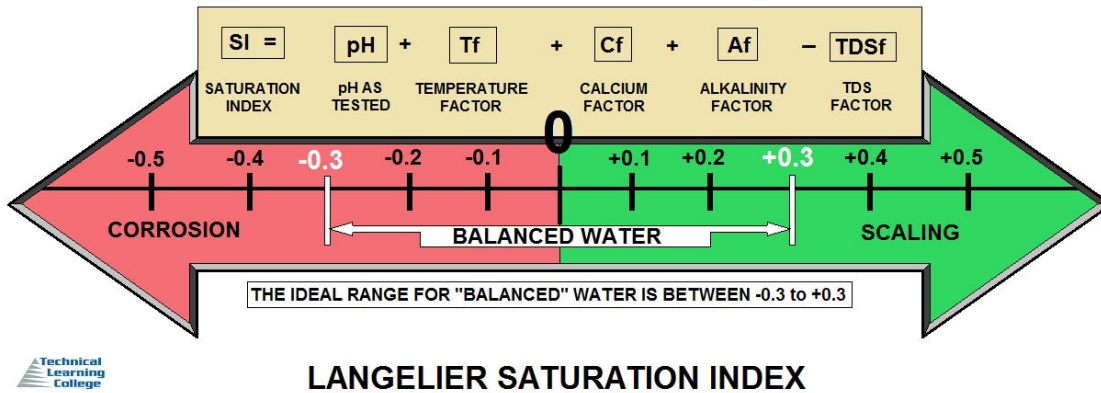 SI = pH + Tf + Cf + Af – TDSf
SATURATION INDEX
pH AS TESTED
TEMPERATURE FACTOR
CALCIUM FACTOR
ALKALINITY FACTOR
TDS FACTOR
-0.5 -0.4 -0.3 -0.2 -0.1 0 +0.1 +0.2 +0.3 +0.4 +0.5
CORROSION BALANCED WATER SCALING
THE IDEAL RANGE FOR "BALANCED" WATER IS BETWEEN -0.3 to +0.3
Technical
Learning
College
LANGELIER SATURATION INDEX